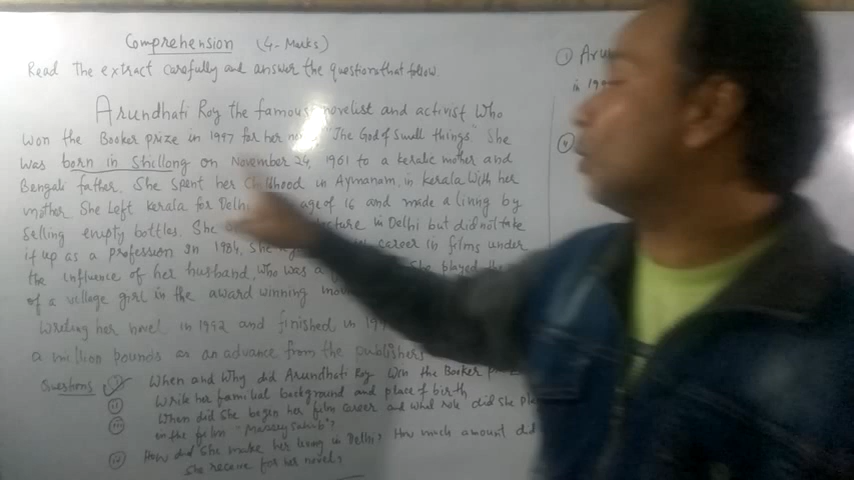 Comprehension (4-Marks)
Read The extract carefully and answer the questions that follow.
Arundhati Roy the famous novelist and activist Who
won the Booker prize in 1997 for her "The God of Small things" She
was born in Shillong on November 24, 1961 to a keralic mother and
Bengali father. She spent her Childhood in Aymanam, in Kerala With her
mother She Left kerala for Delhi age of 16 and made a living by
Selling empty bottles. She in Delhi but did not take
it up as a profession In 1984, She career in films under
the influence of her husband, Who was a She played the
of a village girl in the award winning
Writing her novel in 1992 and finished in
a million pounds as an advance from the publishers
Questions (i) When and Why did Arundhati Roy Won the Booker
(ii) Write her familial background and place of birth
(iii) When did She begin her film career and what role did She
in the film "Massey Sahib"?
(iv) How did She make her living in Delhi? How much amount did
She receive for her novel?
(i) Arun
in 199